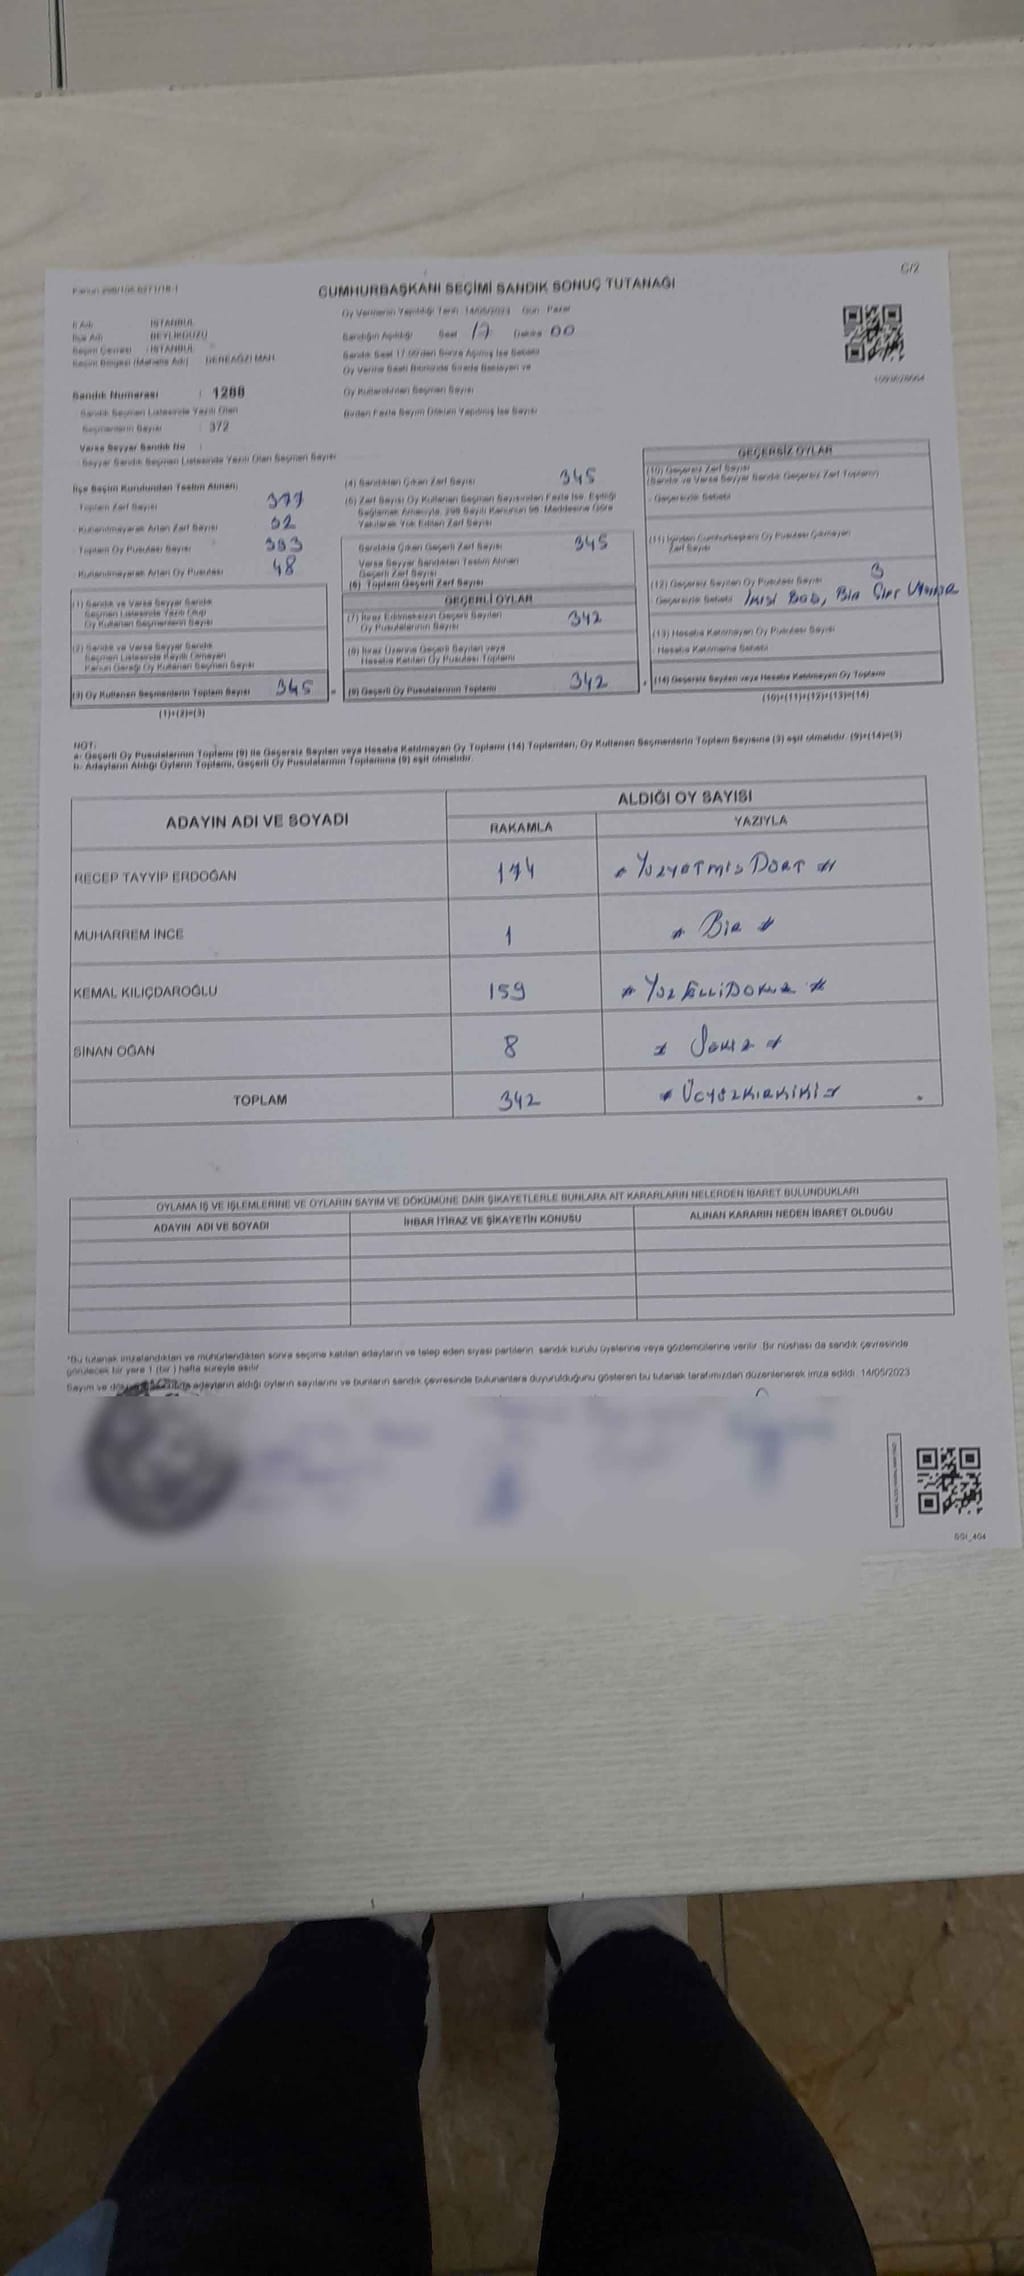 C/2
CUMHURBAŞKANI SEÇİMİ SANDIK SONUÇ TUTANAĞI
İl Adı : İSTANBUL
İlçe Adı : BEYLİKDÜZÜ
Seçim Çevresi : İSTANBUL
Seçim Bölgesi (Mahalle Adı) : DEREAĞZI MAH.
Oy Vermenin Yapıldığı Tarih: 14/05/2023 Gün: Pazar
Sandığın Açıldığı Saat 17 Dakika 00
Sandık Saat 17.00'den Sonra Açılmış İse Sebebi
Oy Verme Saati Bitiminde Sırada Bekleyen ve
Oy Kullandırılan Seçmen Sayısı
Birden Fazla Sayım Döküm Yapılmış İse Sayısı
Sandık Numarası : 1288
Sandık Seçmen Listesinde Yazılı Olan
Seçmenlerin Sayısı : 372
Varsa Seyyar Sandık No :
Seyyar Sandık Seçmen Listesinde Yazılı Olan Seçmen Sayısı
İlçe Seçim Kurulundan Teslim Alınan;
Toplam Zarf Sayısı 377
Kullanılmayarak Artan Zarf Sayısı 32
Toplam Oy Pusulası Sayısı 393
Kullanılmayarak Artan Oy Pusulası 48
(1) Sandık ve Varsa Seyyar Sandık
Seçmen Listesinde Yazılı Olup
Oy Kullanan Seçmenlerin Sayısı
(2) Sandık ve Varsa Seyyar Sandık
Seçmen Listesinde Kayıtlı Olmayan
Kanun Gereği Oy Kullanan Seçmen Sayısı
(3) Oy Kullanan Seçmenlerin Toplam Sayısı 345
(1)+(2)=(3)
(4) Sandıktan Çıkan Zarf Sayısı 345
(5) Zarf Sayısı Oy Kullanan Seçmen Sayısından Fazla İse, Eşitliği
Sağlamak Amacıyla, 298 Sayılı Kanunun 98. Maddesine Göre
Yakılarak Yok Edilen Zarf Sayısı
Sandıkta Çıkan Geçerli Zarf Sayısı 345
Varsa Seyyar Sandıktan Teslim Alınan
Geçerli Zarf Sayısı
(6) Toplam Geçerli Zarf Sayısı
GEÇERLİ OYLAR
(7) İtiraz Edilmeksizin Geçerli Sayılan
Oy Pusulalarının Sayısı 342
(8) İtiraz Üzerine Geçerli Sayılan veya
Hesaba Katılan Oy Pusulası Toplamı
(9) Geçerli Oy Pusulalarının Toplamı 342
GEÇERSİZ OYLAR
(10) Geçersiz Zarf Sayısı
(Sandık ve Varsa Seyyar Sandık Geçersiz Zarf Toplamı)
Geçersizlik Sebebi
(11) İçinden Cumhurbaşkanı Oy Pusulası Çıkmayan
Zarf Sayısı
(12) Geçersiz Sayılan Oy Pusulası Sayısı 3
Geçersizlik Sebebi İkisi Boş, Bir
(13) Hesaba Katılmayan Oy Pusulası Sayısı
Hesaba Katılmama Sebebi
(14) Geçersiz Sayılan veya Hesaba Katılmayan Oy Toplamı
(10)+(11)+(12)+(13)=(14)
NOT:
a- Geçerli Oy Pusulalarının Toplamı (9) ile Geçersiz Sayılan veya Hesaba Katılmayan Oy Toplamı (14) Toplamları, Oy Kullanan Seçmenlerin Toplam Sayısına (3) eşit olmalıdır. (9)+(14)=(3)
b- Adayların Aldığı Oyların Toplamı, Geçerli Oy Pusulalarının Toplamına (9) eşit olmalıdır.
ADAYIN ADI VE SOYADI
ALDIĞI OY SAYISI
RAKAMLA YAZIYLA
RECEP TAYYİP ERDOĞAN 174 * Yüzyetmiş Dört *
MUHARREM İNCE 1 * Bir *
KEMAL KILIÇDAROĞLU 159 * Yüz Elli Dokuz *
SİNAN OĞAN 8 * Sekiz *
TOPLAM 342 * Üçyüzkırkiki *
OYLAMA İŞ VE İŞLEMLERİNE VE OYLARIN SAYIM VE DÖKÜMÜNE DAİR ŞİKAYETLERLE BUNLARA AİT KARARLARIN NELERDEN İBARET BULUNDUKLARI
ADAYIN ADI VE SOYADI İHBAR İTİRAZ VE ŞİKAYETİN KONUSU ALINAN KARARIN NEDEN İBARET OLDUĞU
*Bu tutanak imzalandıktan ve mühürlendikten sonra seçime katılan adayların ve talep eden siyasi partilerin sandık kurulu üyelerine veya gözlemcilerine verilir. Bir nüshası da sandık çevresinde
görülecek bir yere 1 (bir) hafta süreyle asılır.
Sayım ve adayların aldığı oyların sayılarını ve bunların sandık çevresinde bulunanlara duyurulduğunu gösteren bu tutanak tarafımızdan düzenlenerek imza edildi. 14/05/2023